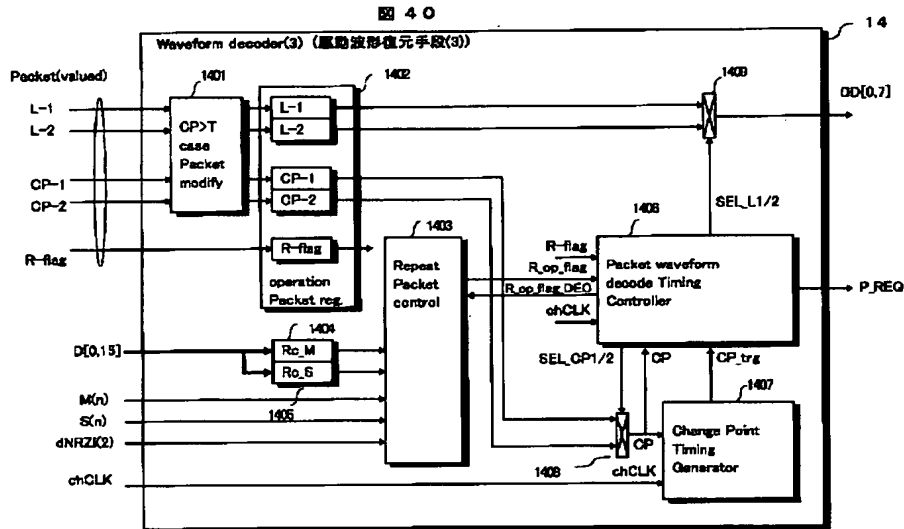 図 40
14
Waveform decoder(3) (駆動波形復元手段(3))
Packet(valued)
1401
1402
1409
L-1
L-2
CP-1
CP-2
R-flag
CP>T
case
Packet
modify
L-1
L-2
CP-1
CP-2
R-flag
operation
Packet reg.
DD[0,7]
SEL_L1/2
1403
Repeat
Packet
control
1406
R-flag
R_op_flag
R_op_flag_DEO
chCLK
Packet waveform
decode Timing
Controller
P_REQ
D[0,15]
1404
Rc_M
Rc_S
1405
M(n)
S(n)
dNRZI(2)
chCLK
SEL_CP1/2
CP
CP_trg
1407
CP
1408
chCLK
Change Point
Timing
Generator